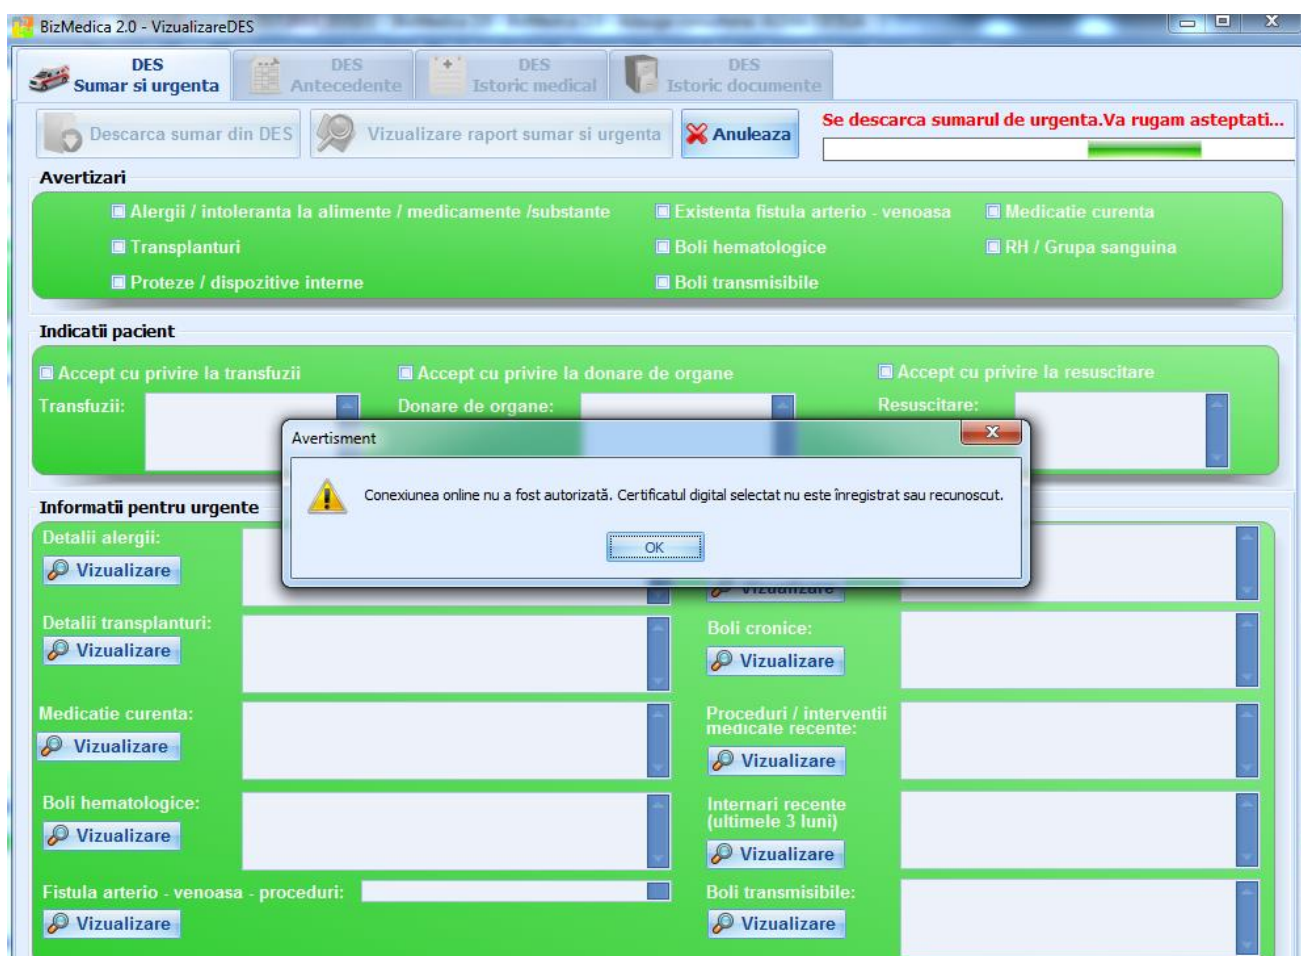 BizMedica 2.0 - VizualizareDES
DES
Sumar si urgenta
DES
Antecedente
DES
Istoric medical
DES
Istoric documente
Descarca sumar din DES
Vizualizare raport sumar si urgenta
Anuleaza
Se descarca sumarul de urgenta.Va rugam asteptati...
Avertizari
Alergii / intoleranta la alimente / medicamente /substante
Existenta fistula arterio - venoasa
Medicatie curenta
Transplanturi
Boli hematologice
RH / Grupa sanguina
Proteze / dispozitive interne
Boli transmisibile
Indicatii pacient
Accept cu privire la transfuzii
Accept cu privire la donare de organe
Accept cu privire la resuscitare
Transfuzii:
Donare de organe:
Resuscitare:
Avertisment
Conexiunea online nu a fost autorizată. Certificatul digital selectat nu este înregistrat sau recunoscut.
OK
Informatii pentru urgente
Detalii alergii:
Vizualizare
Vizualizare
Detalii transplanturi:
Vizualizare
Boli cronice:
Vizualizare
Medicatie curenta:
Vizualizare
Proceduri / interventii
medicale recente:
Vizualizare
Boli hematologice:
Vizualizare
Internari recente
(ultimele 3 luni)
Vizualizare
Fistula arterio - venoasa - proceduri:
Vizualizare
Boli transmisibile:
Vizualizare